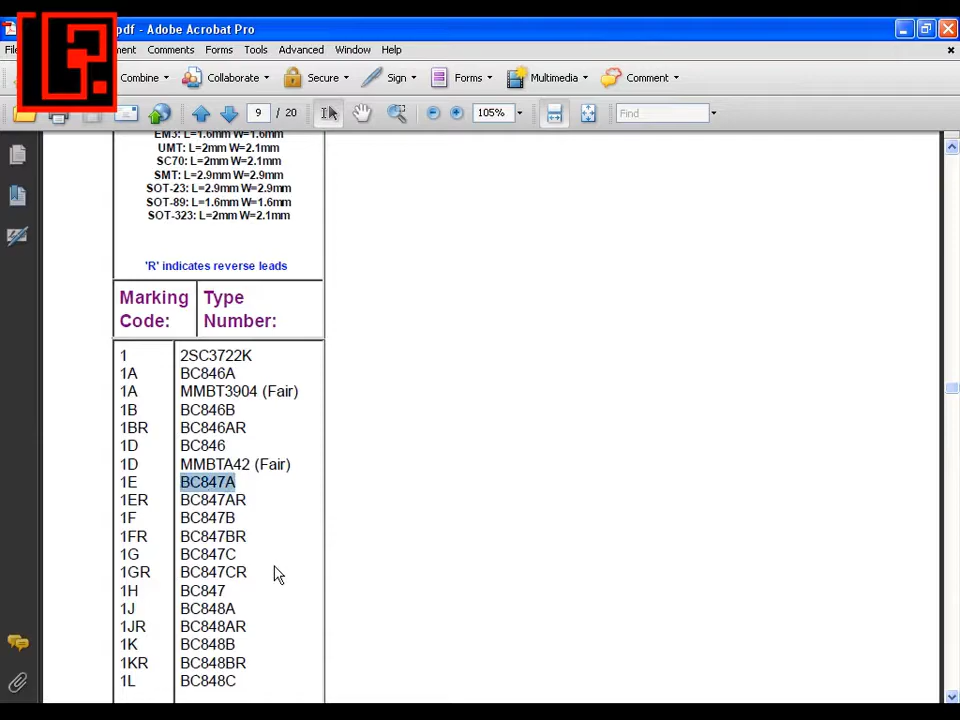 pdf - Adobe Acrobat Pro
ment Comments Forms Tools Advanced Window Help
Combine Collaborate Secure Sign Forms Multimedia Comment
9 / 20 105% Find
EM3: L=1.6mm W=1.6mm
UMT: L=2mm W=2.1mm
SC70: L=2mm W=2.1mm
SMT: L=2.9mm W=2.9mm
SOT-23: L=2.9mm W=2.9mm
SOT-89: L=1.6mm W=1.6mm
SOT-323: L=2mm W=2.1mm
'R' indicates reverse leads
Marking Code: Type Number:
1 2SC3722K
1A BC846A
1A MMBT3904 (Fair)
1B BC846B
1BR BC846AR
1D BC846
1D MMBTA42 (Fair)
1E BC847A
1ER BC847AR
1F BC847B
1FR BC847BR
1G BC847C
1GR BC847CR
1H BC847
1J BC848A
1JR BC848AR
1K BC848B
1KR BC848BR
1L BC848C